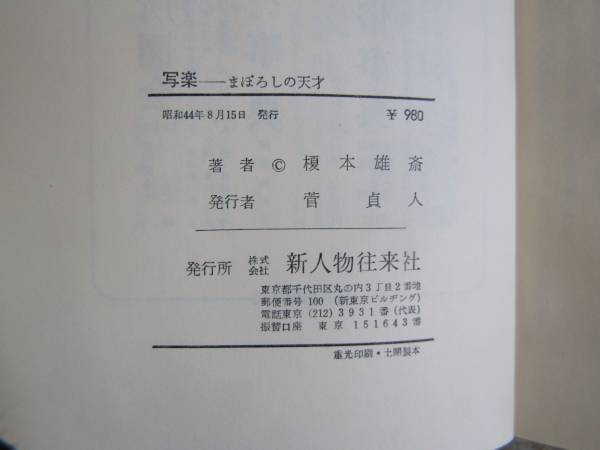 写楽――まぼろしの天才
昭和44年8月15日 発行 ¥ 980
著者 © 榎本雄斎
発行者 菅貞人
発行所 株式会社 新人物往来社
東京都千代田区丸の内3丁目2番地
郵便番号 100 (新東京ビルヂング)
電話東京 (212) 3931番 (代表)
振替口座 東京 151643番
重光印刷・土開製本